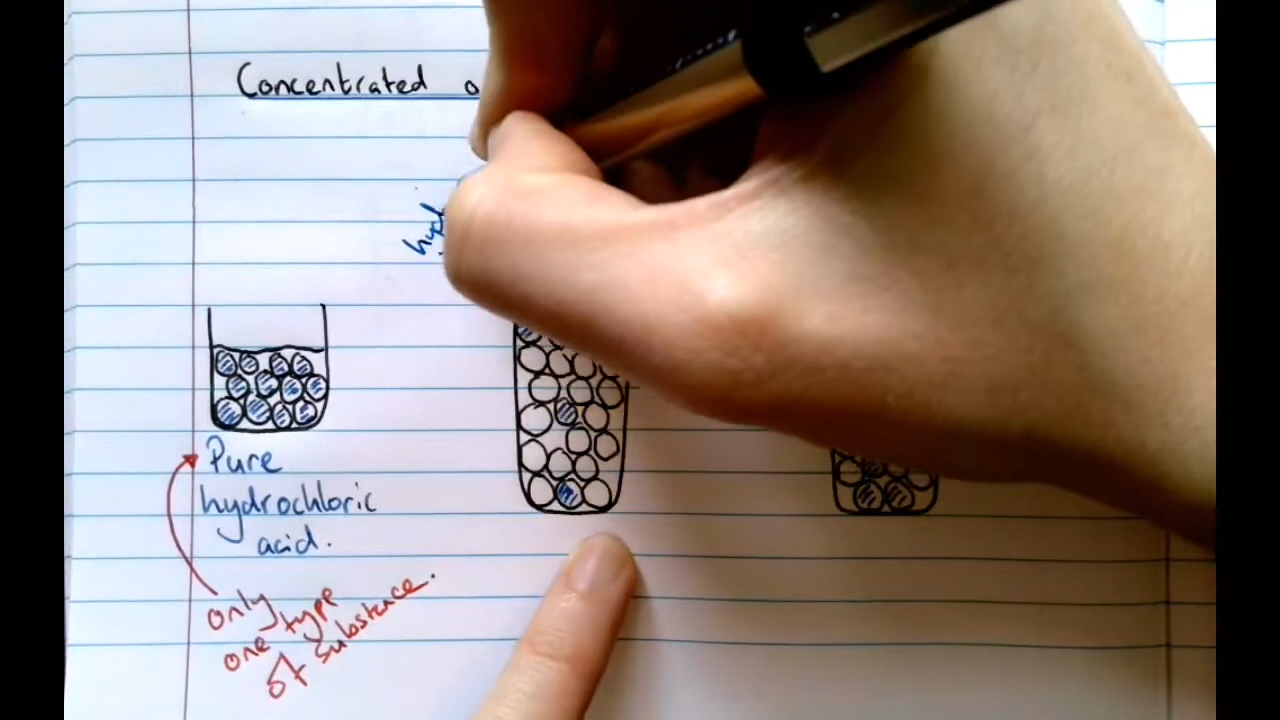 Concentrated
Pure
hydrochloric
acid.
only
one type
of substance.